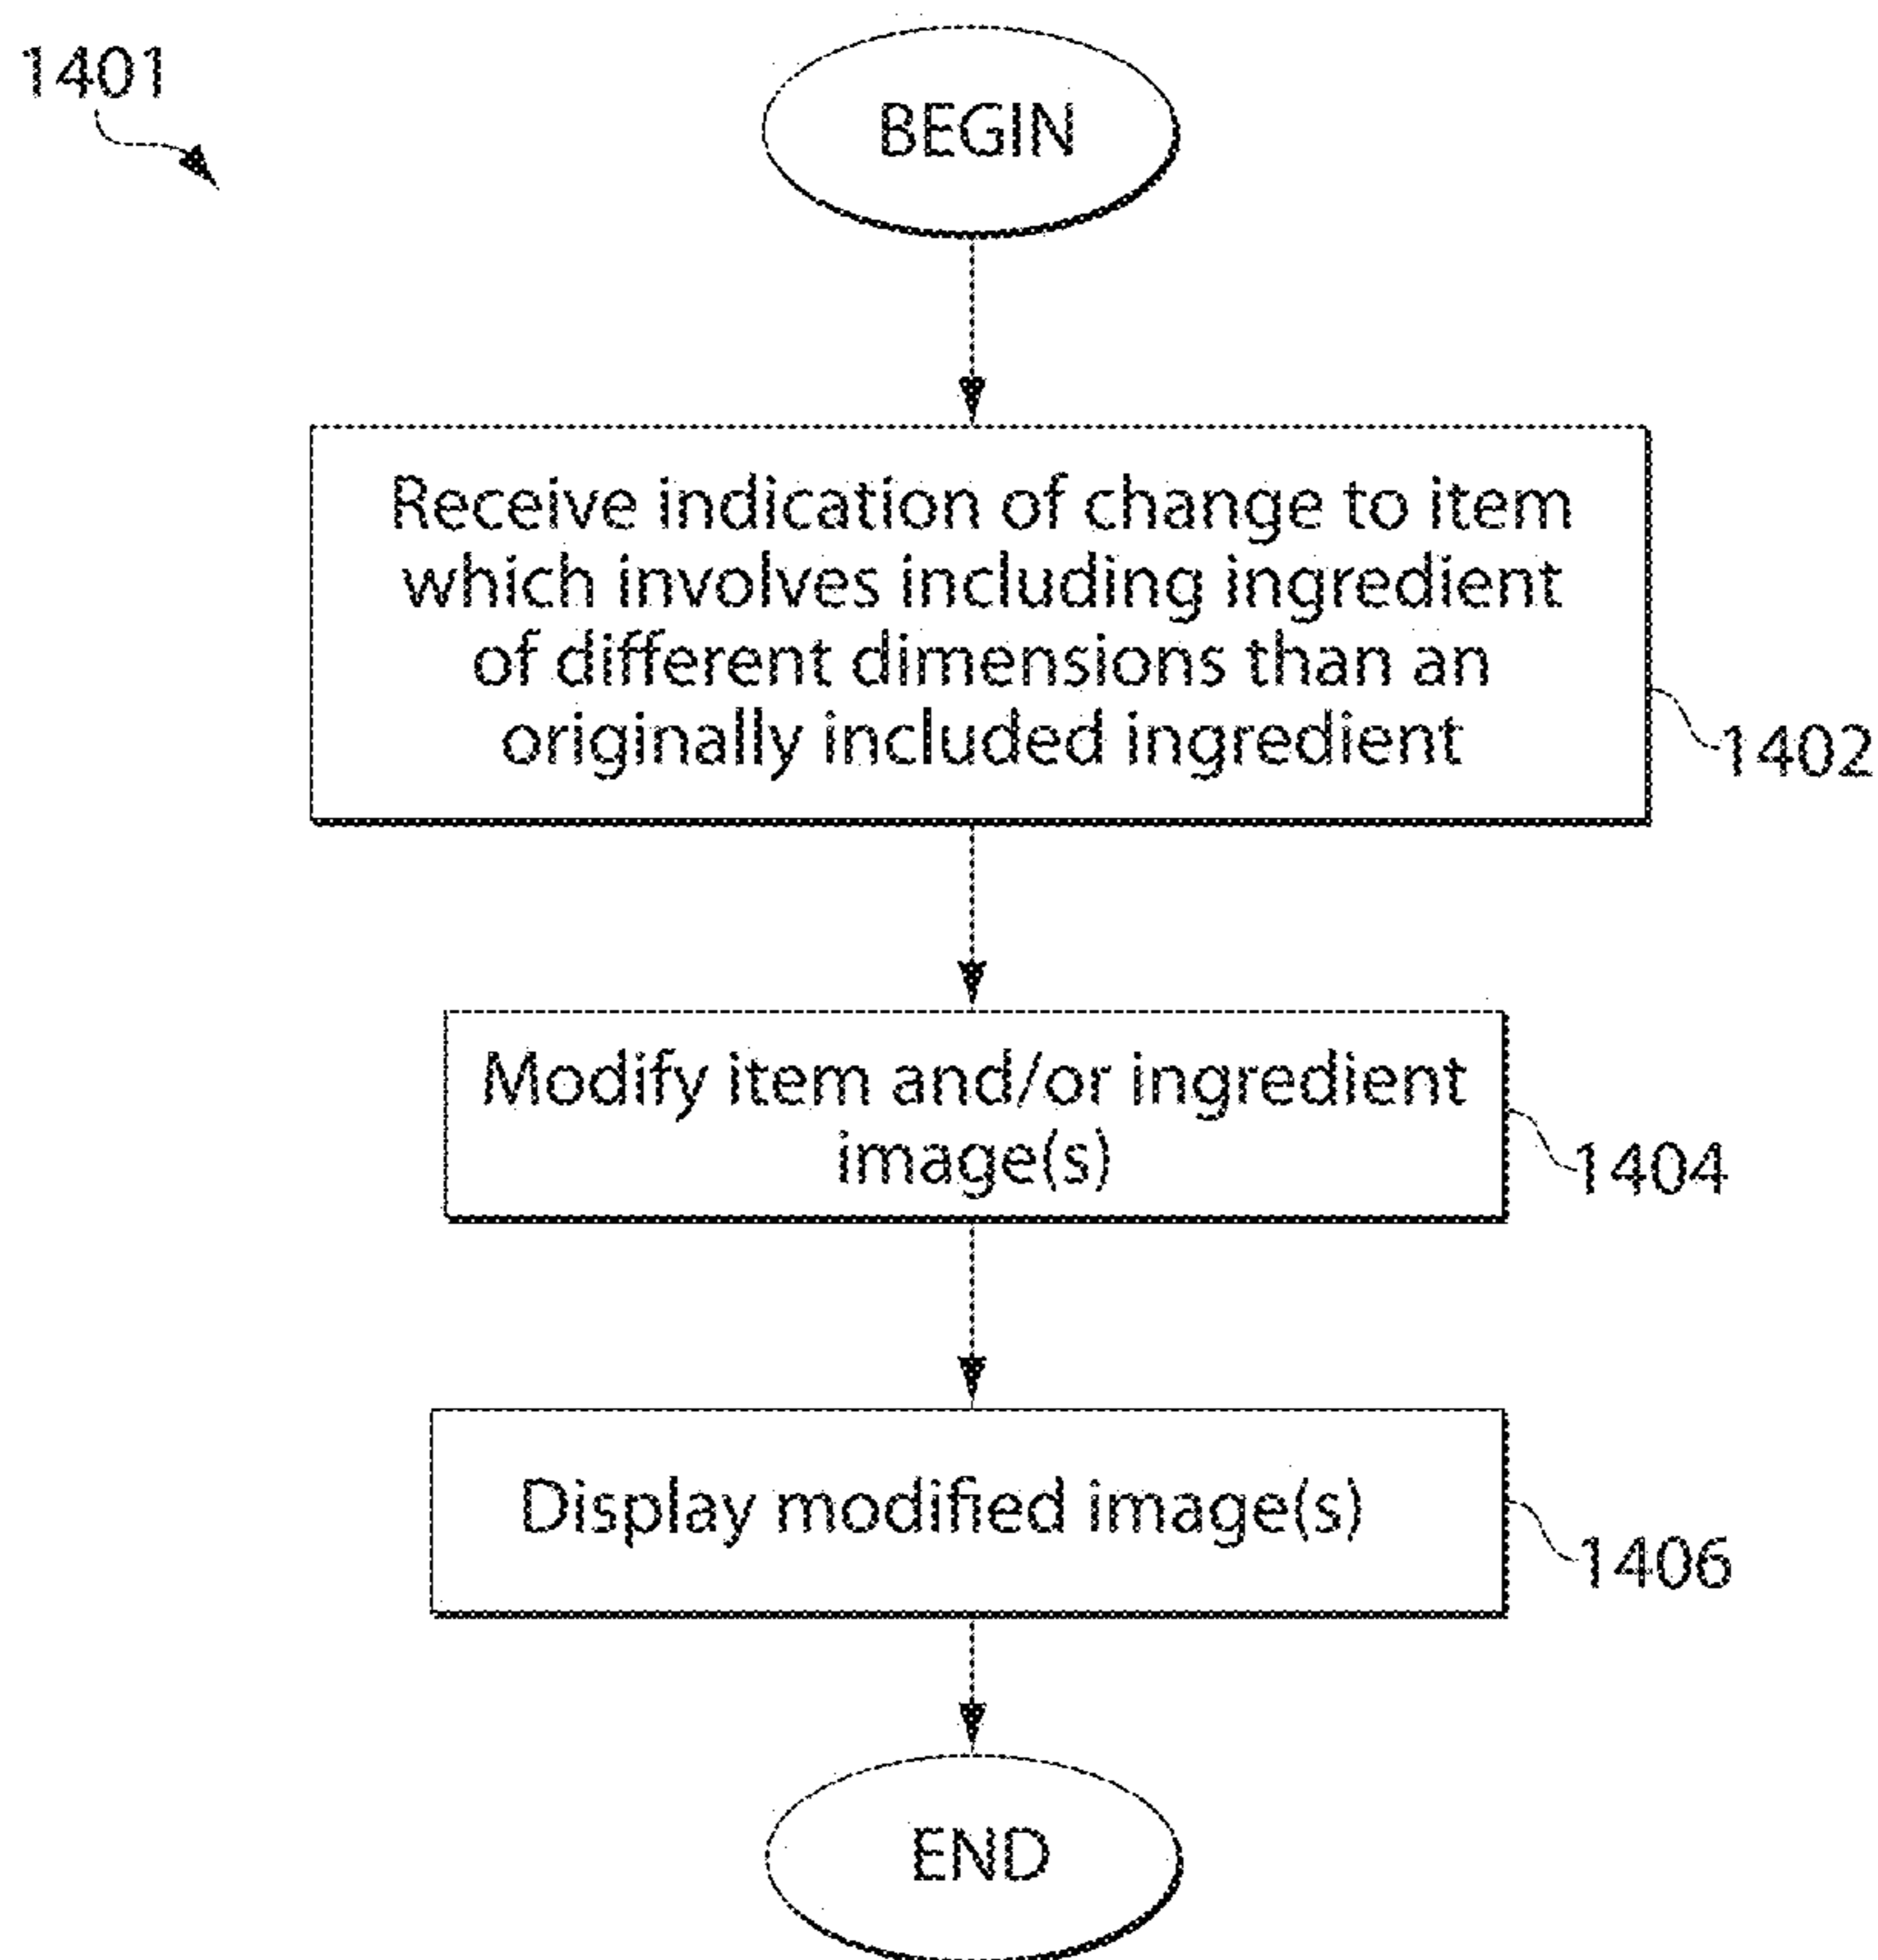 1401
BEGIN
Receive indication of change to item
which involves including ingredient
of different dimensions than an
originally included ingredient
1402
Modify item and/or ingredient
image(s)
1404
Display modified image(s)
1406
END